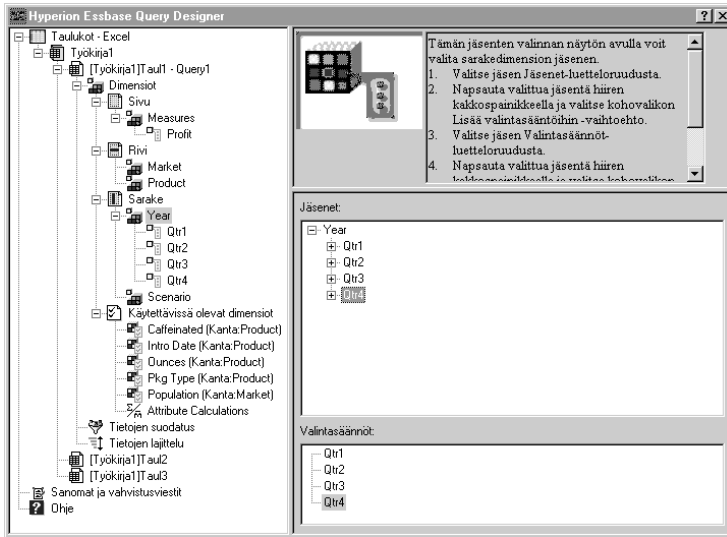 Hyperion Essbase Query Designer
Taulukot - Excel
Työkirja1
[Työkirja1]Taul1 - Query1
Dimensiot
Sivu
Measures
Profit
Rivi
Market
Product
Sarake
Year
Qtr1
Qtr2
Qtr3
Qtr4
Scenario
Käytettävissä olevat dimensiot
Caffeinated (Kanta:Product)
Intro Date (Kanta:Product)
Ounces (Kanta:Product)
Pkg Type (Kanta:Product)
Population (Kanta:Market)
Attribute Calculations
Tietojen suodatus
Tietojen lajittelu
[Työkirja1]Taul2
[Työkirja1]Taul3
Sanomat ja vahvistusviestit
Ohje
Tämän jäsenten valinnan näytön avulla voit
valita sarakedimension jäsenen.
1. Valitse jäsen Jäsenet-luetteloruudusta.
2. Napsauta valittua jäsentä hiiren
kakkospainikkeella ja valitse kohovalikon
Lisää valintasääntöihin -vaihtoehto.
3. Valitse jäsen Valintasäännöt-
luetteloruudusta.
4. Napsauta valittua jäsentä hiiren
kakkospainikkeella ja valitse kohovalikon
Jäsenet:
Year
Qtr1
Qtr2
Qtr3
Qtr4
Valintasäännöt:
Qtr1
Qtr2
Qtr3
Qtr4